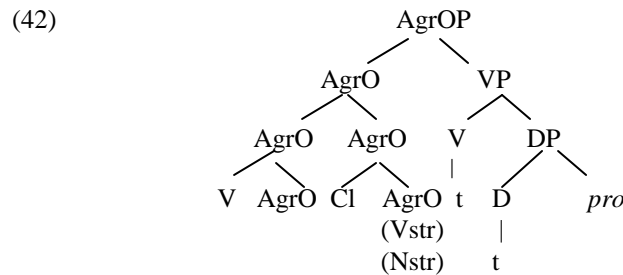 (42) AgrOP
AgrO VP
AgrO AgrO V DP
V AgrO Cl AgrO t D pro
(Vstr)
(Nstr) t